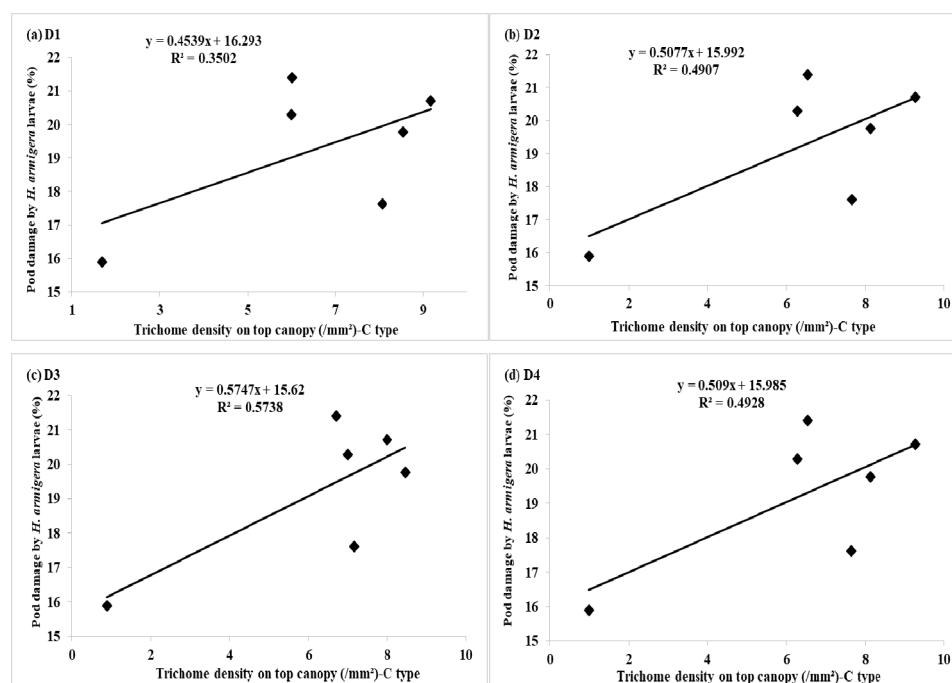 (a) D1
y = 0.4539x + 16.293
R² = 0.3502
Pod damage by H. armigera larvae (%)
22
21
20
19
18
17
16
15
1 3 5 7 9
Trichome density on top canopy (/mm²)-C type
(b) D2
y = 0.5077x + 15.992
R² = 0.4907
Pod damage by H. armigera larvae (%)
22
21
20
19
18
17
16
15
0 2 4 6 8 10
Trichome density on top canopy (/mm²)-C type
(c) D3
y = 0.5747x + 15.62
R² = 0.5738
Pod damage by H. armigera larvae (%)
22
21
20
19
18
17
16
15
0 2 4 6 8 10
Trichome density on top canopy (/mm²)-C type
(d) D4
y = 0.509x + 15.985
R² = 0.4928
Pod damage by H. armigera larvae (%)
22
21
20
19
18
17
16
15
0 2 4 6 8 10
Trichome density on top canopy (/mm²)-C type